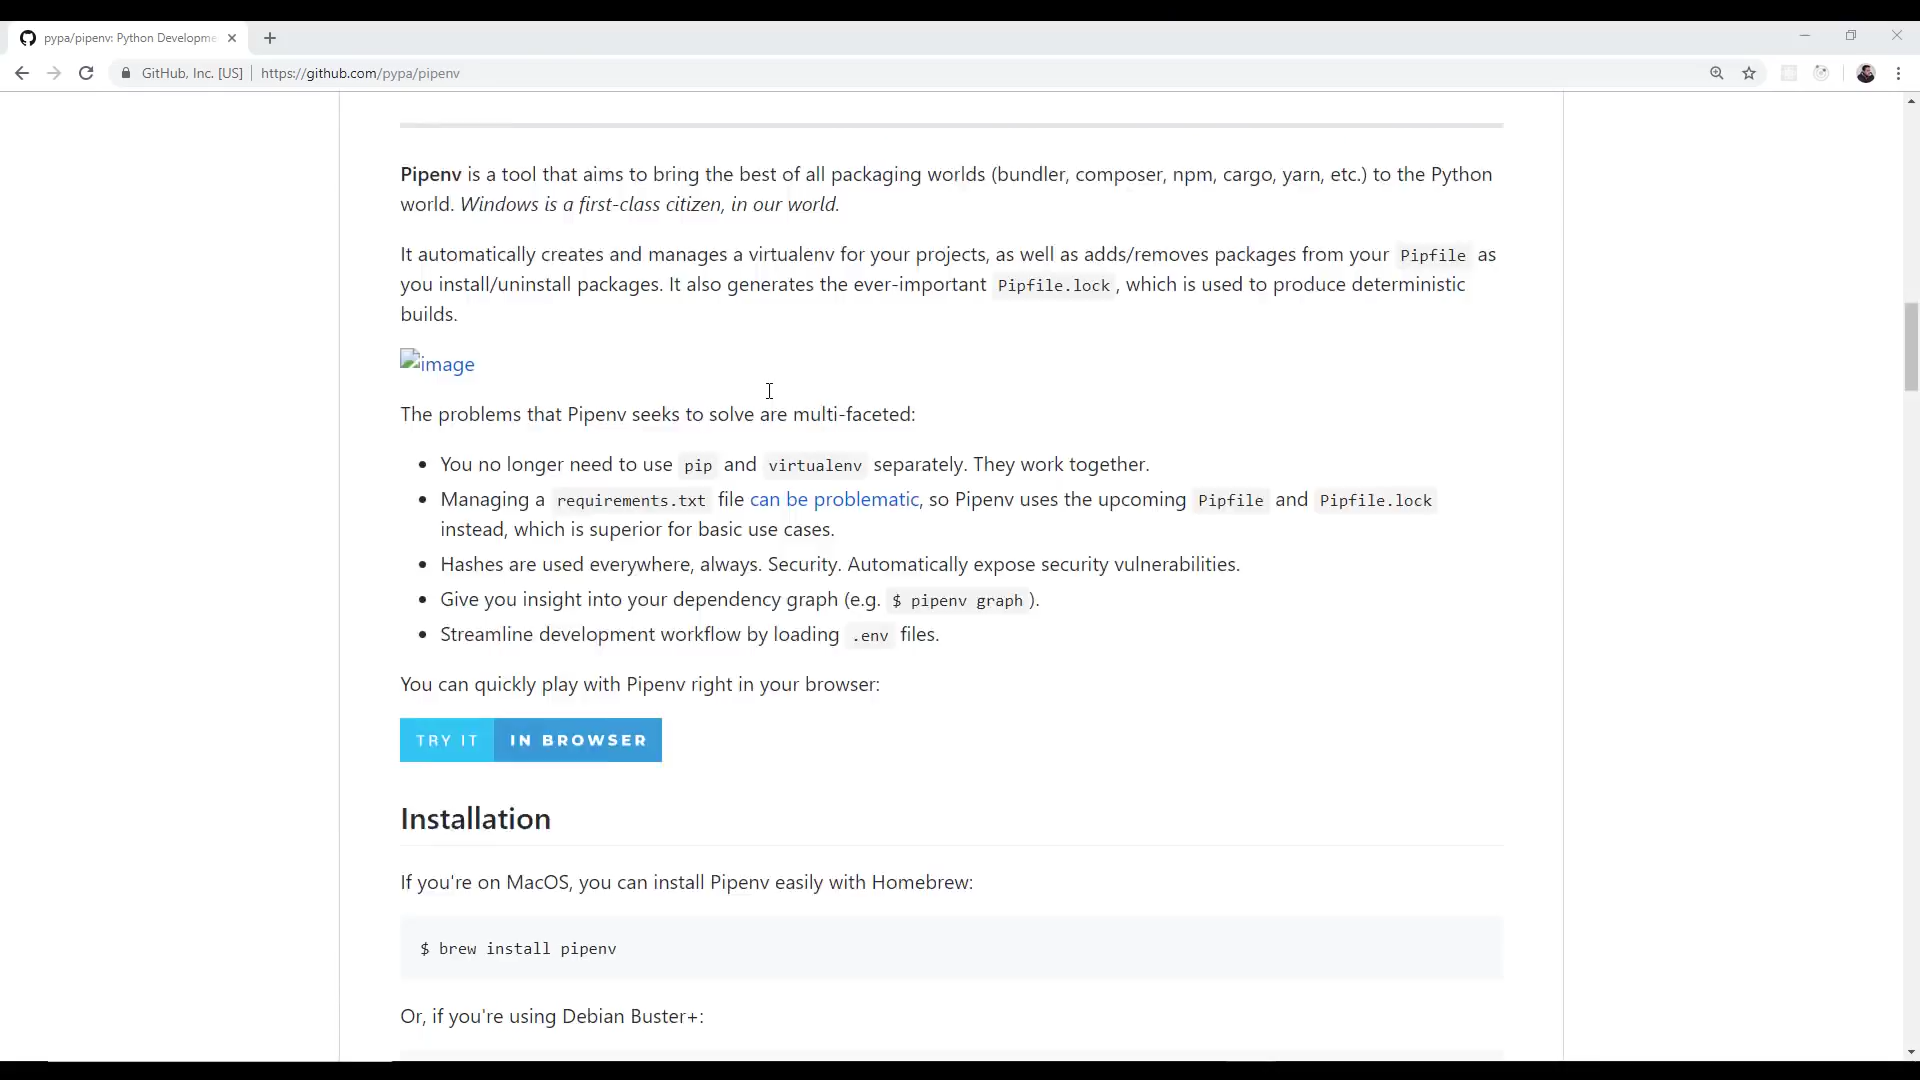 pypa/pipenv: Python Developme
GitHub, Inc. [US] https://github.com/pypa/pipenv
Pipenv is a tool that aims to bring the best of all packaging worlds (bundler, composer, npm, cargo, yarn, etc.) to the Python
world. Windows is a first-class citizen, in our world.
It automatically creates and manages a virtualenv for your projects, as well as adds/removes packages from your Pipfile as
you install/uninstall packages. It also generates the ever-important Pipfile.lock, which is used to produce deterministic
builds.
image
The problems that Pipenv seeks to solve are multi-faceted:
• You no longer need to use pip and virtualenv separately. They work together.
• Managing a requirements.txt file can be problematic, so Pipenv uses the upcoming Pipfile and Pipfile.lock
instead, which is superior for basic use cases.
• Hashes are used everywhere, always. Security. Automatically expose security vulnerabilities.
• Give you insight into your dependency graph (e.g. $ pipenv graph).
• Streamline development workflow by loading .env files.
You can quickly play with Pipenv right in your browser:
TRY IT IN BROWSER
Installation
If you're on MacOS, you can install Pipenv easily with Homebrew:
$ brew install pipenv
Or, if you're using Debian Buster+: